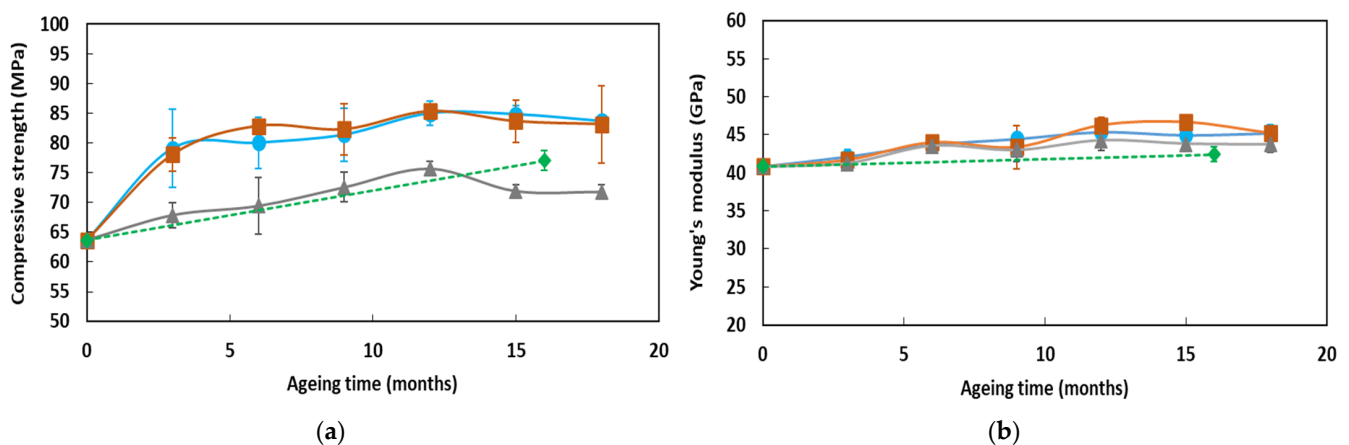 100
95
90
85
80
75
70
65
60
55
50
Compressive strength (MPa)
0 5 10 15 20
Ageing time (months)
(a)
60
55
50
45
40
35
30
25
20
Young's modulus (GPa)
0 5 10 15 20
Ageing time (months)
(b)